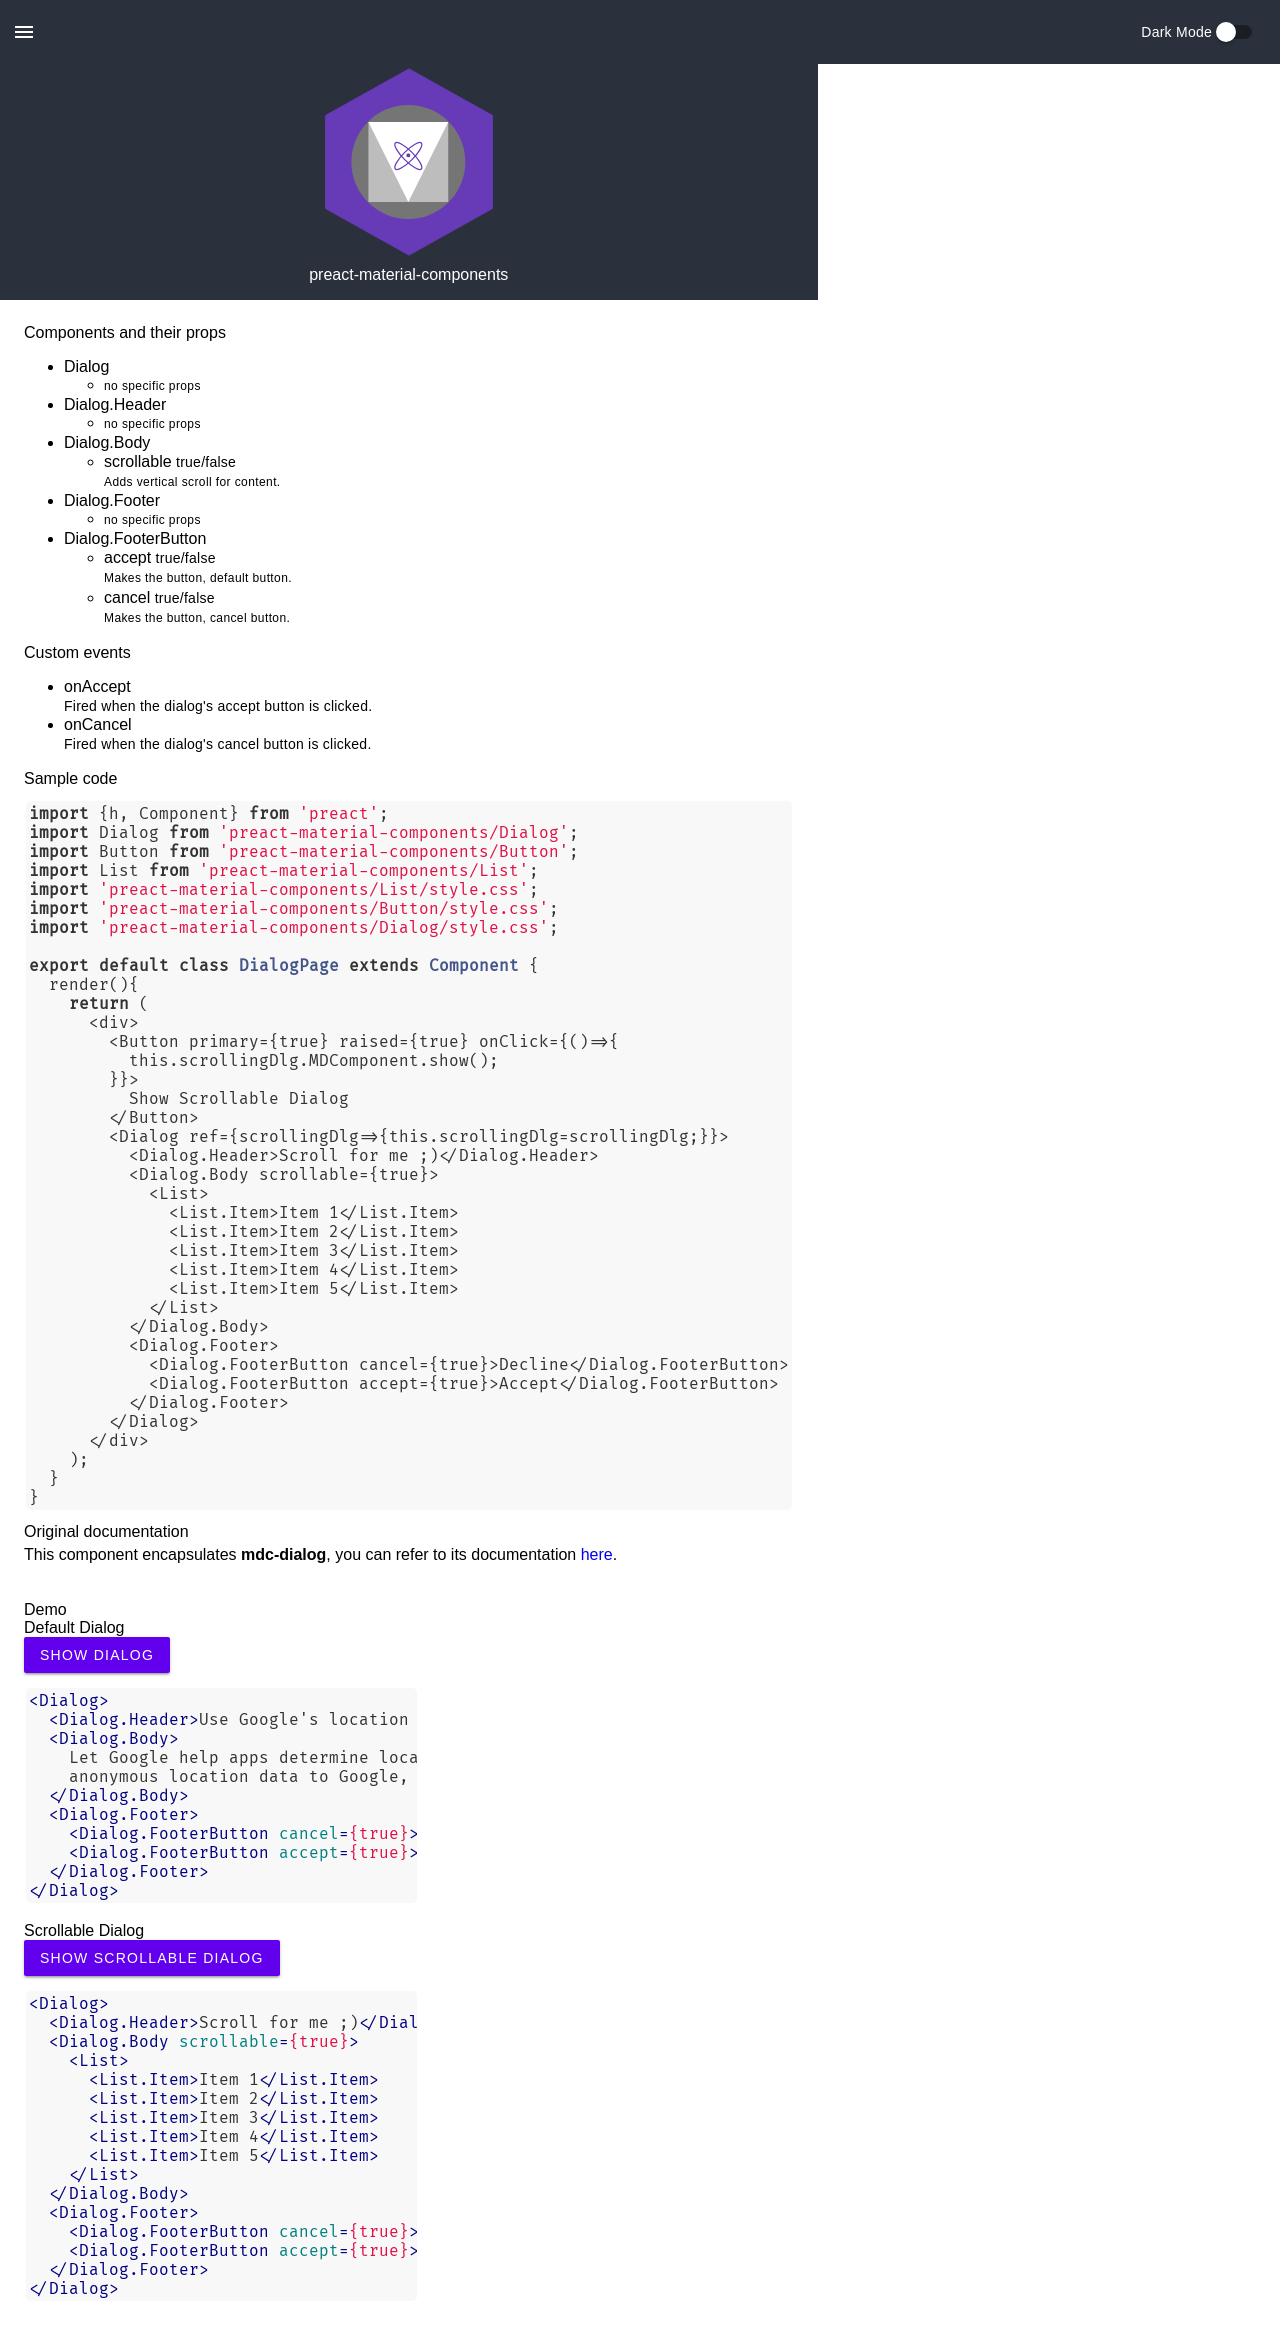 Dark Mode
preact-material-components
Components and their props
Dialog
no specific props
Dialog.Header
no specific props
Dialog.Body
scrollable true/false
Adds vertical scroll for content.
Dialog.Footer
no specific props
Dialog.FooterButton
accept true/false
Makes the button, default button.
cancel true/false
Makes the button, cancel button.
Custom events
onAccept
Fired when the dialog's accept button is clicked.
onCancel
Fired when the dialog's cancel button is clicked.
Sample code
import {h, Component} from 'preact';
import Dialog from 'preact-material-components/Dialog';
import Button from 'preact-material-components/Button';
import List from 'preact-material-components/List';
import 'preact-material-components/List/style.css';
import 'preact-material-components/Button/style.css';
import 'preact-material-components/Dialog/style.css';
export default class DialogPage extends Component {
render(){
return (
<div>
<Button primary={true} raised={true} onClick={()=>{
this.scrollingDlg.MDComponent.show();
}}>
Show Scrollable Dialog
</Button>
<Dialog ref={scrollingDlg=>{this.scrollingDlg=scrollingDlg;}}>
<Dialog.Header>Scroll for me ;)</Dialog.Header>
<Dialog.Body scrollable={true}>
<List>
<List.Item>Item 1</List.Item>
<List.Item>Item 2</List.Item>
<List.Item>Item 3</List.Item>
<List.Item>Item 4</List.Item>
<List.Item>Item 5</List.Item>
</List>
</Dialog.Body>
<Dialog.Footer>
<Dialog.FooterButton cancel={true}>Decline</Dialog.FooterButton>
<Dialog.FooterButton accept={true}>Accept</Dialog.FooterButton>
</Dialog.Footer>
</Dialog>
</div>
);
}
}
Original documentation
This component encapsulates mdc-dialog, you can refer to its documentation here.
Demo
Default Dialog
SHOW DIALOG
<Dialog>
<Dialog.Header>Use Google's location
<Dialog.Body>
Let Google help apps determine loca
anonymous location data to Google,
</Dialog.Body>
<Dialog.Footer>
<Dialog.FooterButton cancel={true}>
<Dialog.FooterButton accept={true}>
</Dialog.Footer>
</Dialog>
Scrollable Dialog
SHOW SCROLLABLE DIALOG
<Dialog>
<Dialog.Header>Scroll for me ;)</Dial
<Dialog.Body scrollable={true}>
<List>
<List.Item>Item 1</List.Item>
<List.Item>Item 2</List.Item>
<List.Item>Item 3</List.Item>
<List.Item>Item 4</List.Item>
<List.Item>Item 5</List.Item>
</List>
</Dialog.Body>
<Dialog.Footer>
<Dialog.FooterButton cancel={true}>
<Dialog.FooterButton accept={true}>
</Dialog.Footer>
</Dialog>